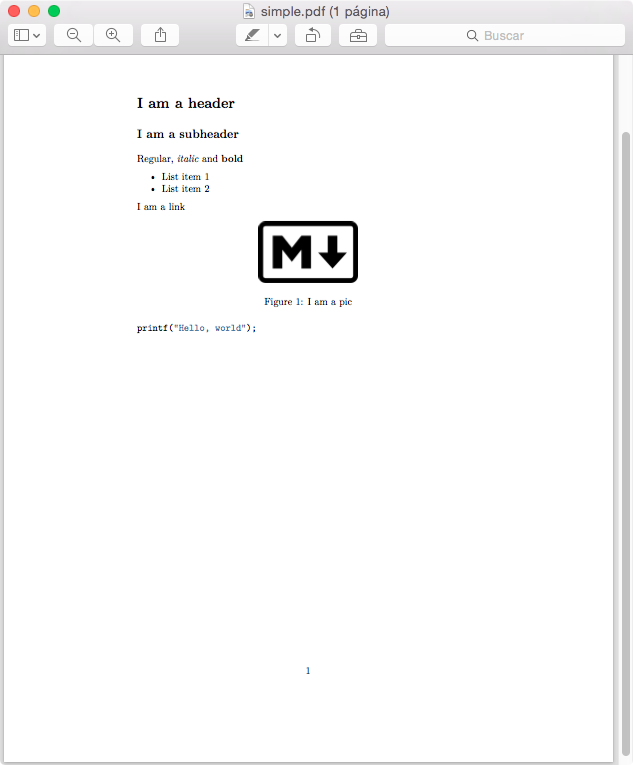 simple.pdf (1 página)
Buscar
I am a header
I am a subheader
Regular, italic and bold
• List item 1
• List item 2
I am a link
M
Figure 1: I am a pic
printf("Hello, world");
1